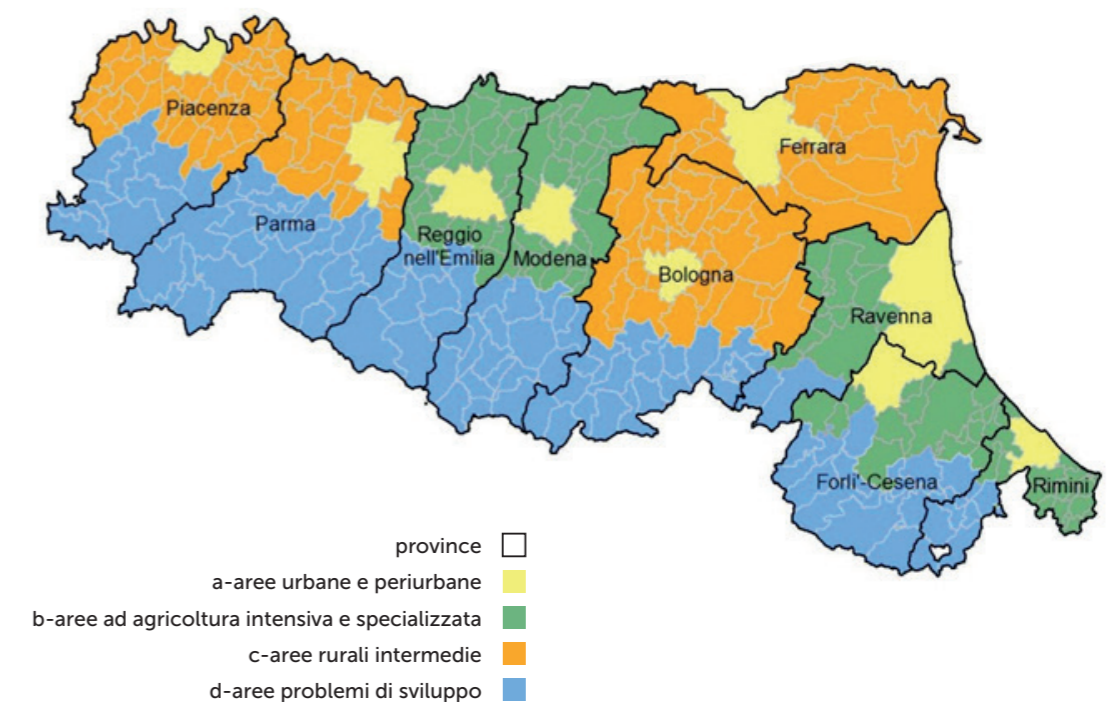 Piacenza
Parma
Reggio
nell'Emilia
Modena
Bologna
Ferrara
Ravenna
Forli'-Cesena
Rimini
province
a-aree urbane e periurbane
b-aree ad agricoltura intensiva e specializzata
c-aree rurali intermedie
d-aree problemi di sviluppo